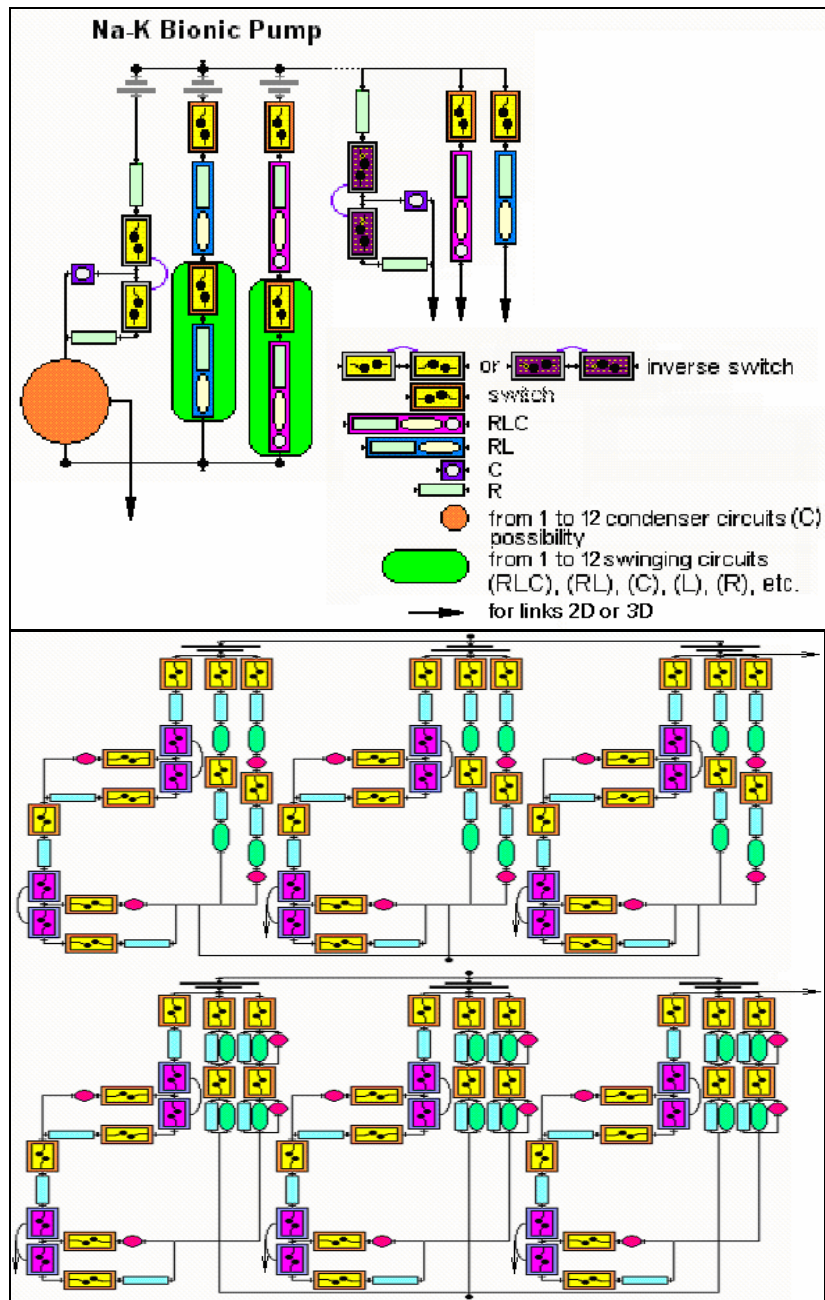 Na-K Bionic Pump
or
inverse switch
switch
RLC
RL
C
R
from 1 to 12 condenser circuits (C)
possibility
from 1 to 12 swinging circuits
(RLC), (RL), (C), (L), (R), etc.
for links 2D or 3D